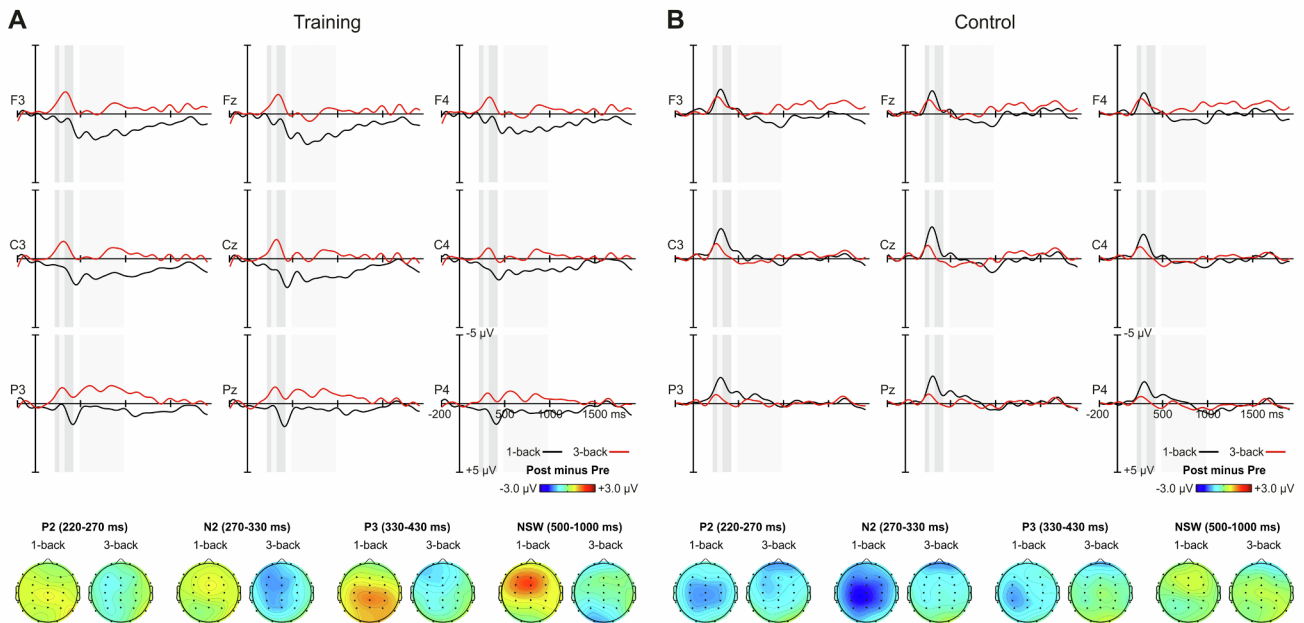 A
Training
F3
Fz
F4
C3
Cz
C4
-5 µV
P3
Pz
P4
-200
500
1000
1500 ms
1-back
3-back
+5 µV
Post minus Pre
-3.0 µV
+3.0 µV
P2 (220-270 ms)
N2 (270-330 ms)
P3 (330-430 ms)
NSW (500-1000 ms)
1-back
3-back
1-back
3-back
1-back
3-back
1-back
3-back
B
Control
F3
Fz
F4
C3
Cz
C4
-5 µV
P3
Pz
P4
-200
500
1000
1500 ms
1-back
3-back
+5 µV
Post minus Pre
-3.0 µV
+3.0 µV
P2 (220-270 ms)
N2 (270-330 ms)
P3 (330-430 ms)
NSW (500-1000 ms)
1-back
3-back
1-back
3-back
1-back
3-back
1-back
3-back